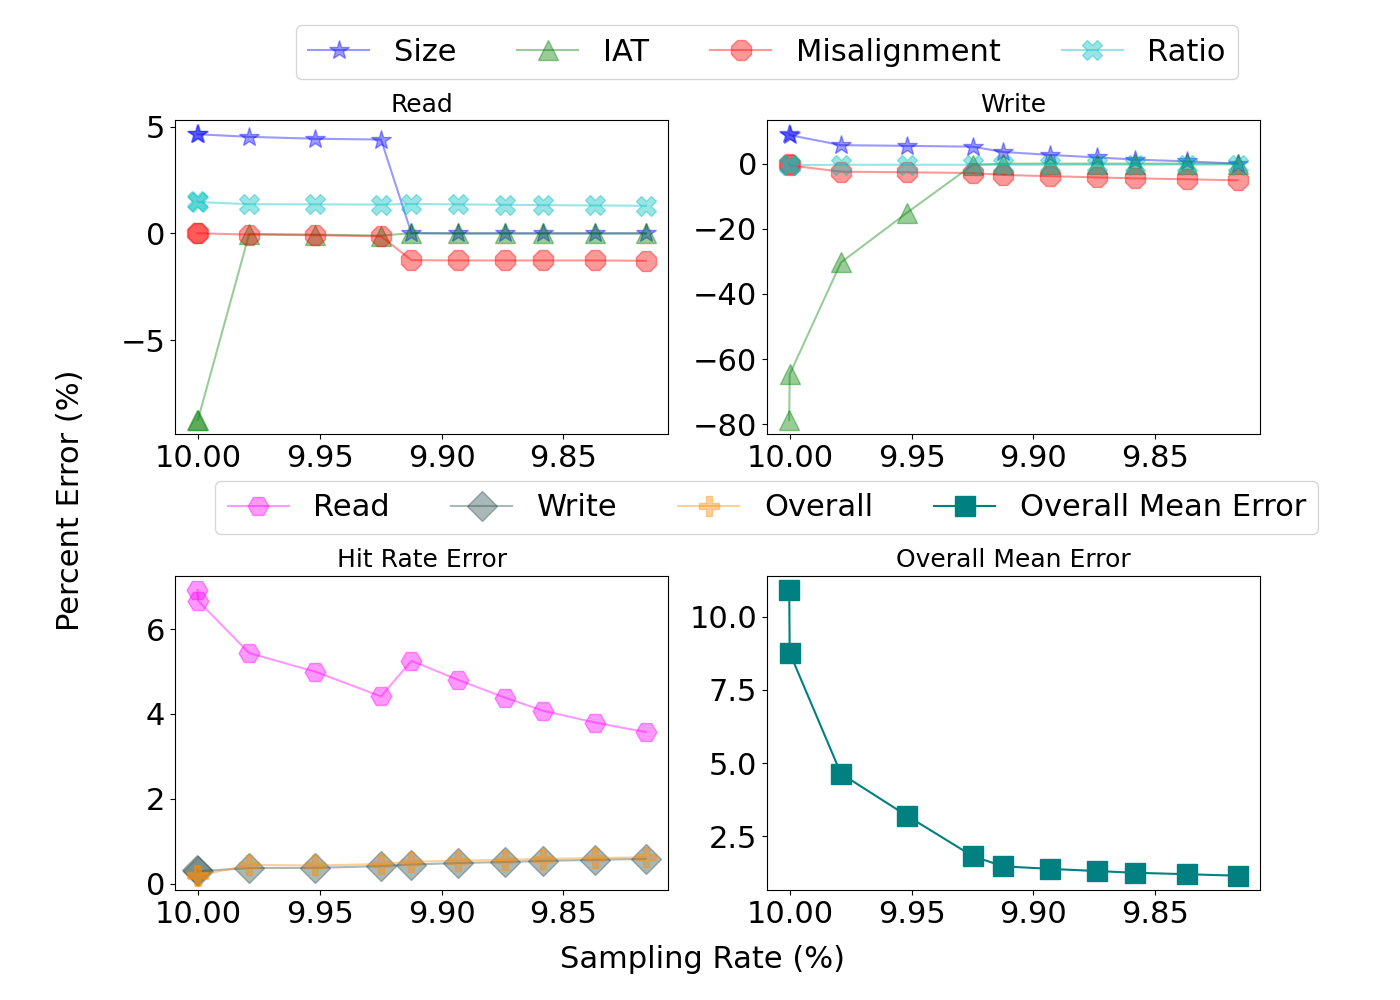 Size IAT Misalignment Ratio
Read Write
5
0
−5
0
−20
−40
−60
−80
10.00 9.95 9.90 9.85
10.00 9.95 9.90 9.85
Percent Error (%)
Read Write Overall Overall Mean Error
Hit Rate Error Overall Mean Error
6
4
2
0
10.0
7.5
5.0
2.5
10.00 9.95 9.90 9.85
10.00 9.95 9.90 9.85
Sampling Rate (%)